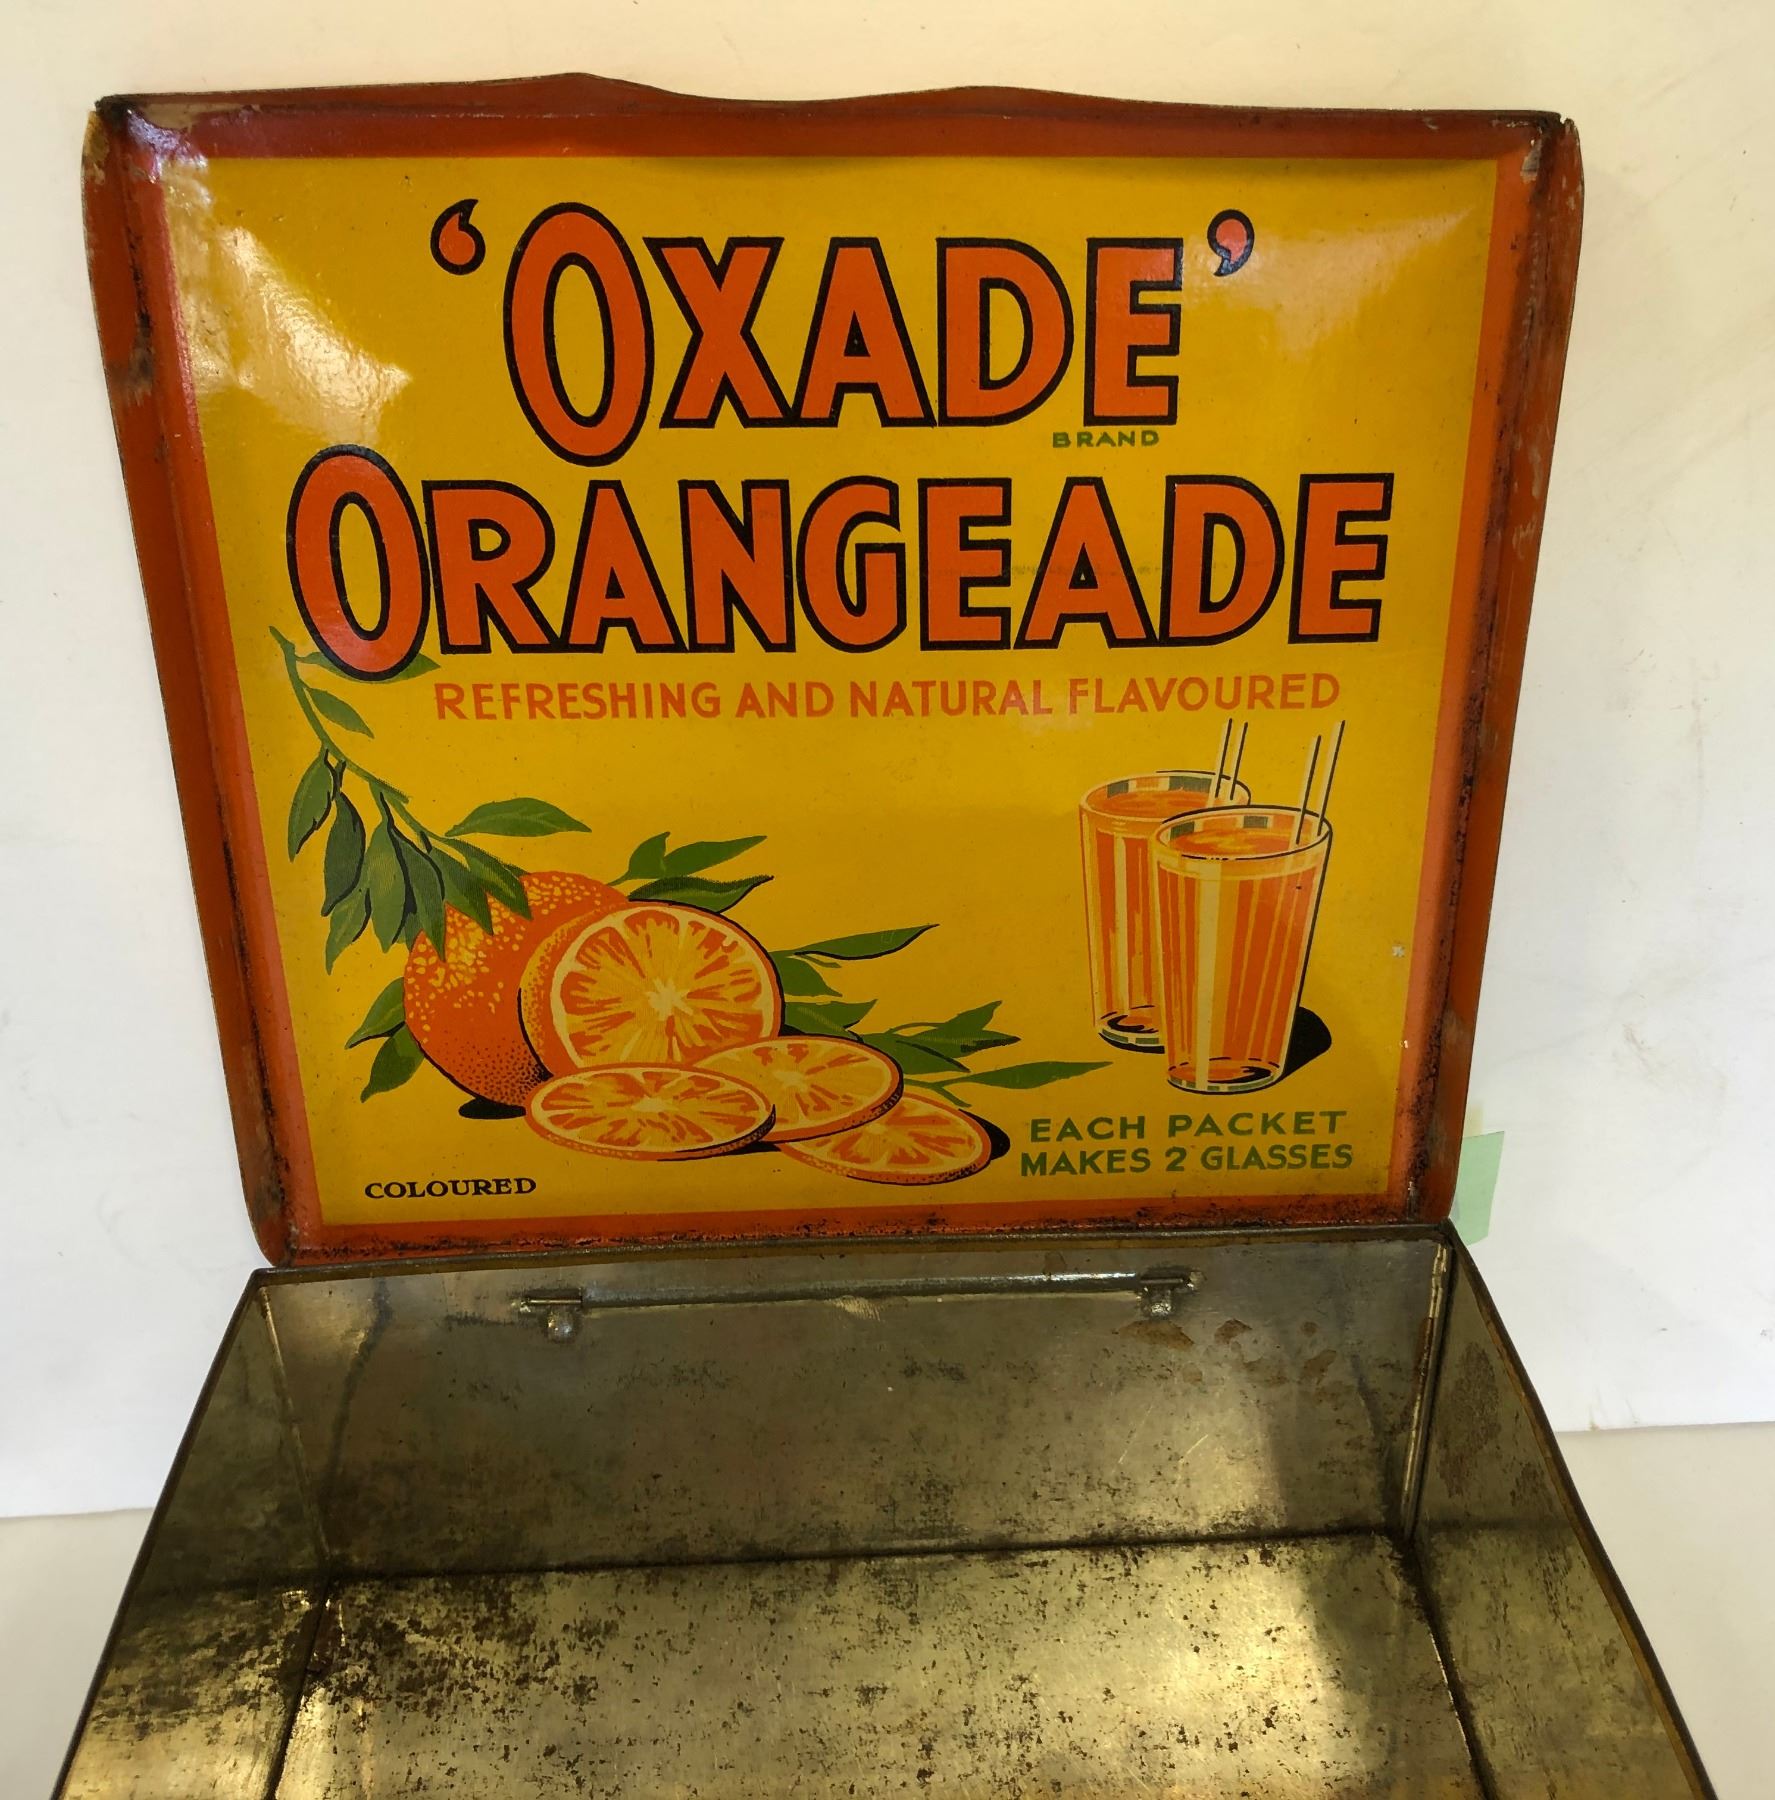 ‘OXADE’
BRAND
ORANGEADE
REFRESHING AND NATURAL FLAVOURED
EACH PACKET
MAKES 2 GLASSES
COLOURED